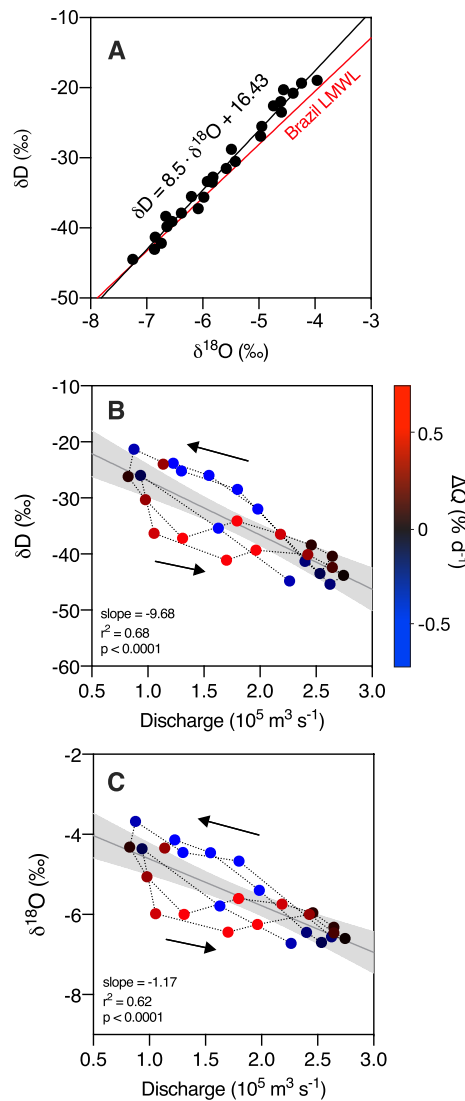 A
-10
-20
-30
-40
-50
δD (‰)
δD = 8.5 · δ¹⁸O + 16.43
Brazil LMWL
-8 -7 -6 -5 -4 -3
δ¹⁸O (‰)
B
-10
-20
-30
-40
-50
-60
δD (‰)
slope = -9.68
r² = 0.68
p < 0.0001
0.5 1.0 1.5 2.0 2.5 3.0
Discharge (10⁵ m³ s⁻¹)
0.5
0
-0.5
ΔQ (% d⁻¹)
C
-2
-4
-6
-8
δ¹⁸O (‰)
slope = -1.17
r² = 0.62
p < 0.0001
0.5 1.0 1.5 2.0 2.5 3.0
Discharge (10⁵ m³ s⁻¹)